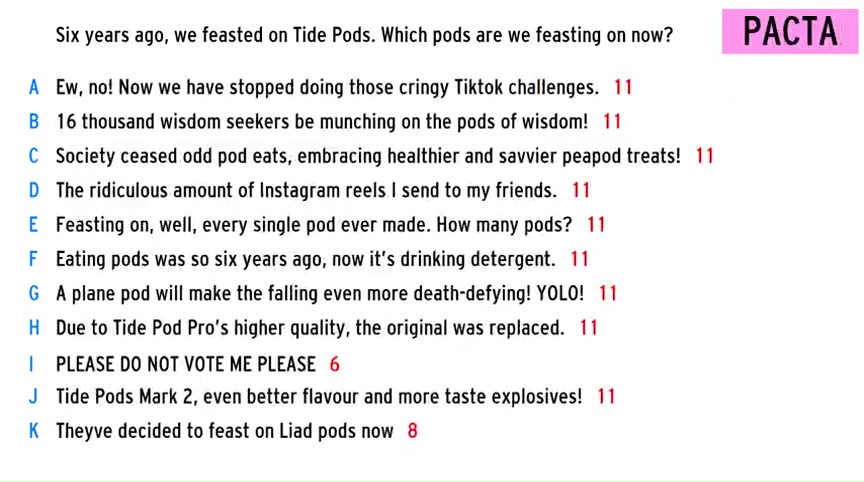 Six years ago, we feasted on Tide Pods. Which pods are we feasting on now?
PACTA
A Ew, no! Now we have stopped doing those cringy Tiktok challenges. 11
B 16 thousand wisdom seekers be munching on the pods of wisdom! 11
C Society ceased odd pod eats, embracing healthier and savvier peapod treats! 11
D The ridiculous amount of Instagram reels I send to my friends. 11
E Feasting on, well, every single pod ever made. How many pods? 11
F Eating pods was so six years ago, now it's drinking detergent. 11
G A plane pod will make the falling even more death-defying! YOLO! 11
H Due to Tide Pod Pro's higher quality, the original was replaced. 11
I PLEASE DO NOT VOTE ME PLEASE 6
J Tide Pods Mark 2, even better flavour and more taste explosives! 11
K Theyve decided to feast on Liad pods now 8